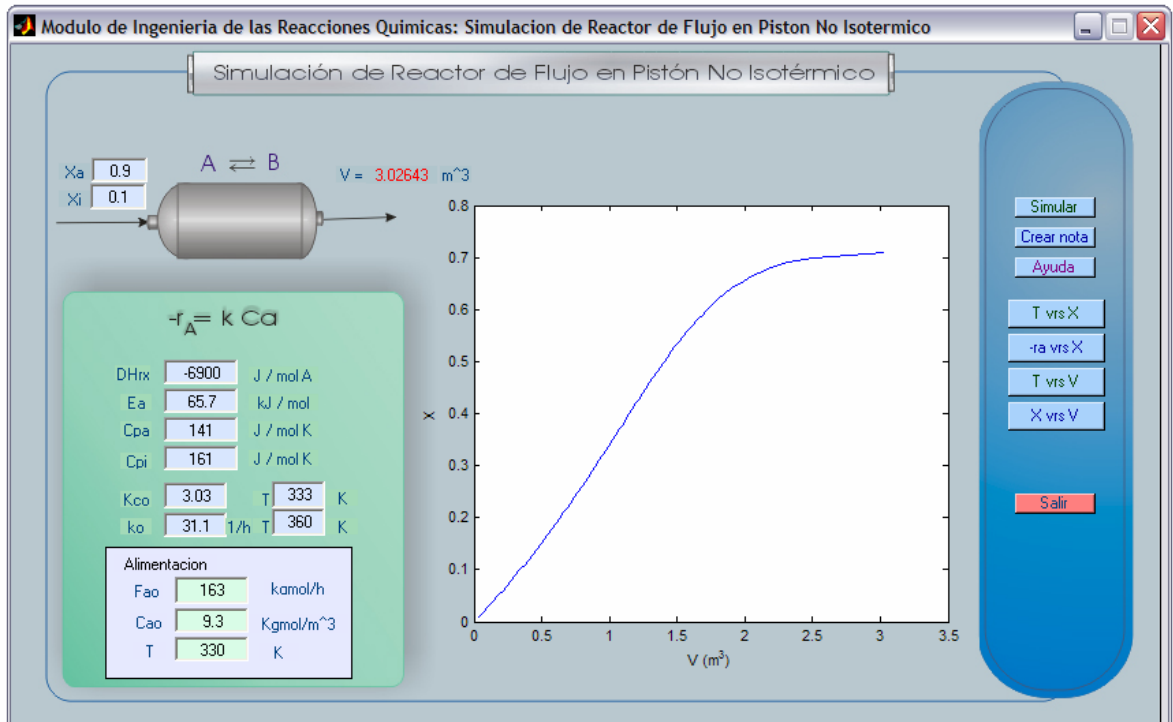 Modulo de Ingenieria de las Reacciones Quimicas: Simulacion de Reactor de Flujo en Piston No Isotermico
Simulación de Reactor de Flujo en Pistón No Isotérmico
Xa 0.9
Xi 0.1
A ⇄ B
V = 3.02643 m^3
-rA= k Ca
DHrx -6900 J / mol A
Ea 65.7 kJ / mol
Cpa 141 J / mol K
Cpi 161 J / mol K
Kco 3.03 T 333 K
ko 31.1 1/h T 360 K
Alimentacion
Fao 163 kgmol/h
Cao 9.3 Kgmol/m^3
T 330 K
0.8
0.7
0.6
0.5
0.4
0.3
0.2
0.1
0
X
0 0.5 1 1.5 2 2.5 3 3.5
V (m³)
Simular
Crear nota
Ayuda
T vrs X
-ra vrs X
T vrs V
X vrs V
Salir